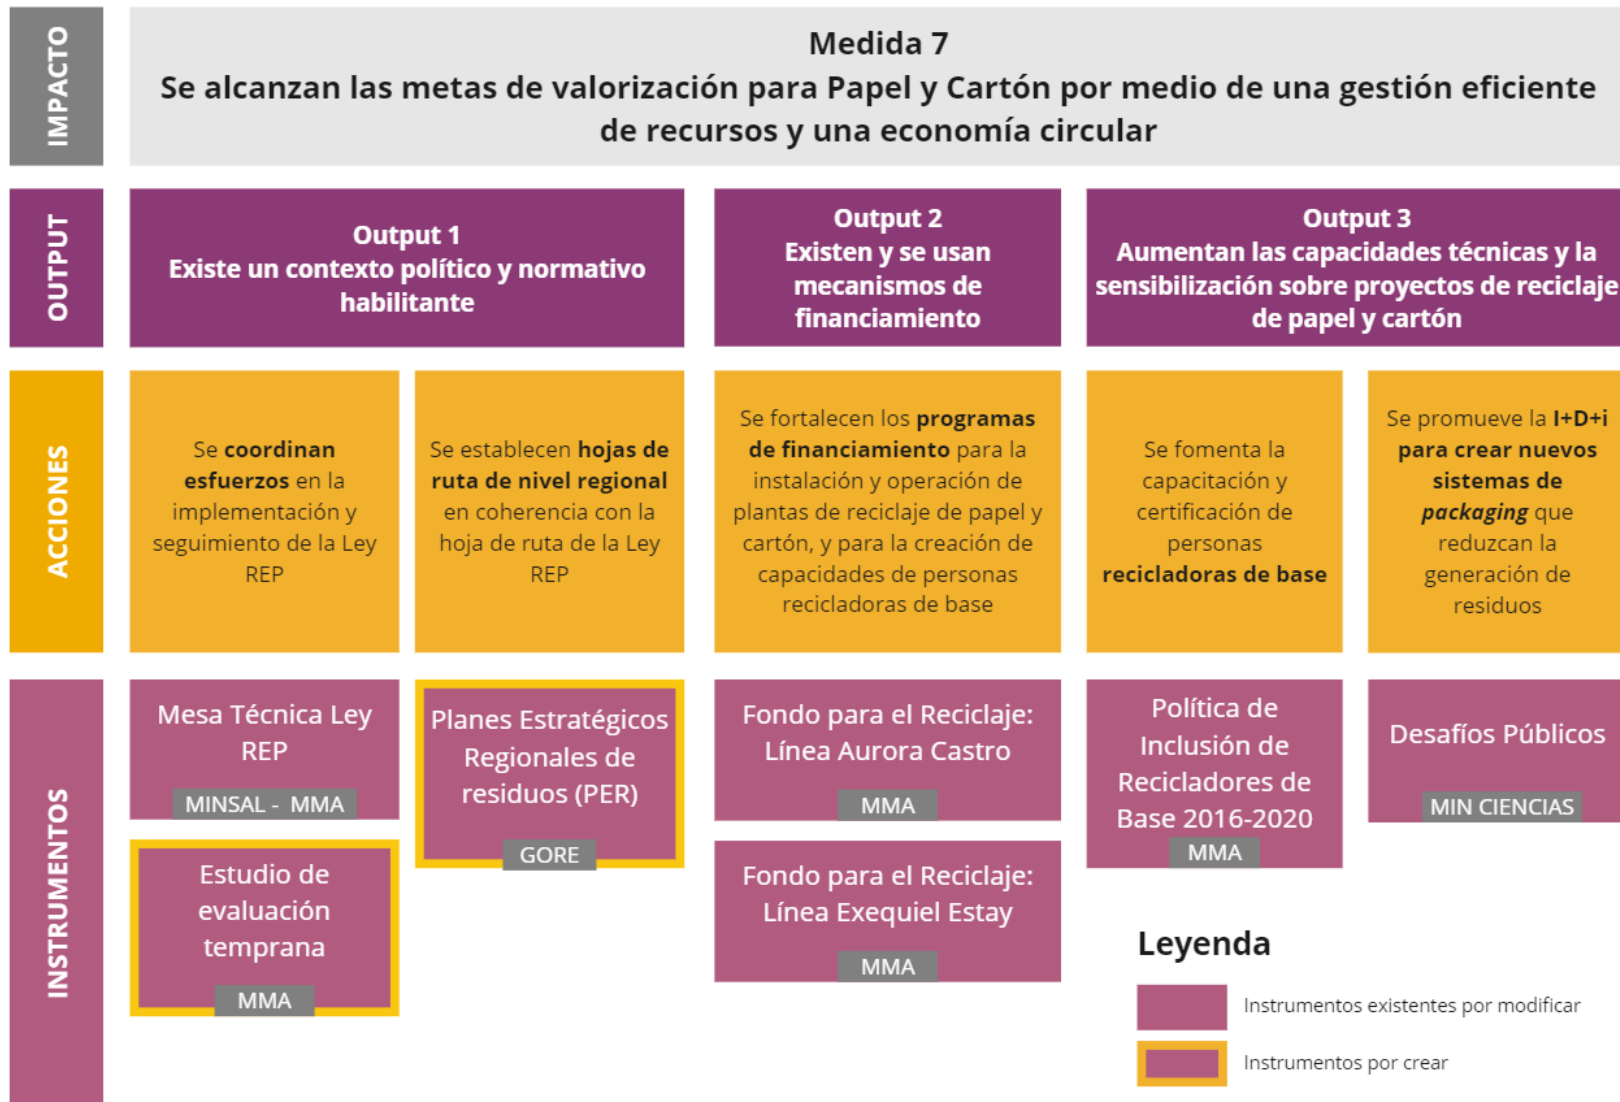 IMPACTO
Medida 7
Se alcanzan las metas de valorización para Papel y Cartón por medio de una gestión eficiente
de recursos y una economía circular
OUTPUT
Output 1
Existe un contexto político y normativo
habilitante
Output 2
Existen y se usan
mecanismos de
financiamiento
Output 3
Aumentan las capacidades técnicas y la
sensibilización sobre proyectos de reciclaje
de papel y cartón
ACCIONES
Se coordinan
esfuerzos en la
implementación y
seguimiento de la Ley
REP
Se establecen hojas de
ruta de nivel regional
en coherencia con la
hoja de ruta de la Ley
REP
Se fortalecen los programas
de financiamiento para la
instalación y operación de
plantas de reciclaje de papel y
cartón, y para la creación de
capacidades de personas
recicladoras de base
Se fomenta la
capacitación y
certificación de
personas
recicladoras de base
Se promueve la I+D+i
para crear nuevos
sistemas de
packaging que
reduzcan la
generación de
residuos
INSTRUMENTOS
Mesa Técnica Ley
REP
MINSAL - MMA
Estudio de
evaluación
temprana
MMA
Planes Estratégicos
Regionales de
residuos (PER)
GORE
Fondo para el Reciclaje:
Línea Aurora Castro
MMA
Fondo para el Reciclaje:
Línea Exequiel Estay
MMA
Política de
Inclusión de
Recicladores de
Base 2016-2020
MMA
Desafíos Públicos
MIN CIENCIAS
Leyenda
Instrumentos existentes por modificar
Instrumentos por crear